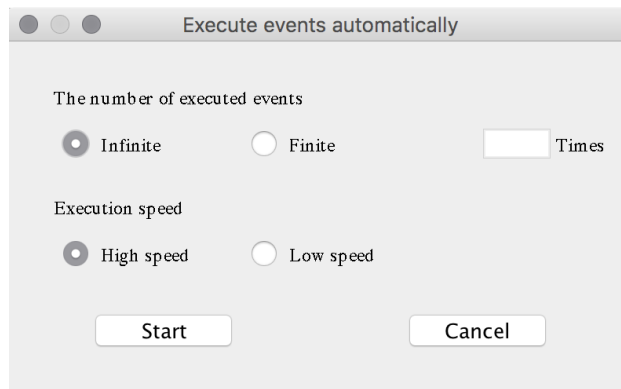 Execute events automatically
The number of executed events
Infinite Finite Times
Execution speed
High speed Low speed
Start Cancel